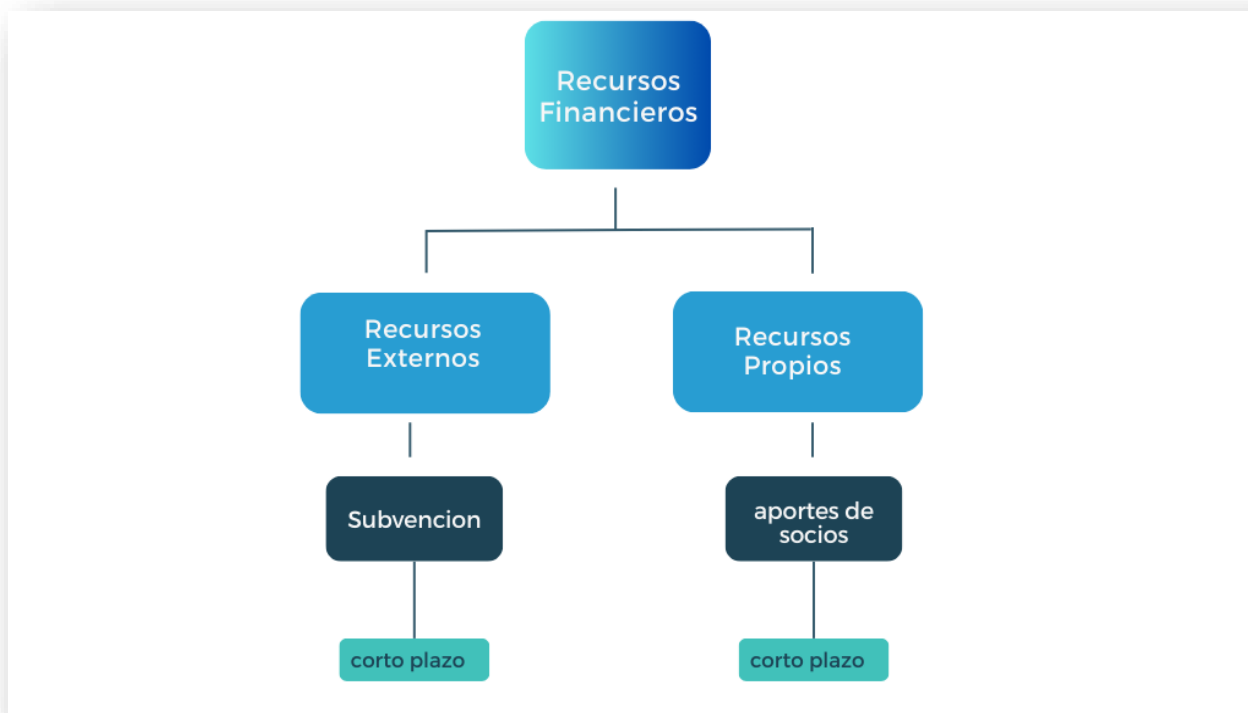 Recursos
Financieros
Recursos
Externos
Recursos
Propios
Subvencion
aportes de
socios
corto plazo
corto plazo